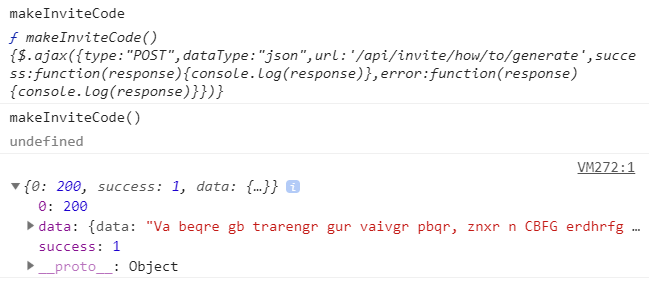 makeInviteCode
ƒ makeInviteCode()
{$.ajax({type:"POST",dataType:"json",url:'/api/invite/how/to/generate',succe
ss:function(response){console.log(response)},error:function(response)
{console.log(response)}})}
makeInviteCode()
undefined
VM272:1
▼{0: 200, success: 1, data: {…}} i
0: 200
▶data: {data: "Va beqre gb trarengr gur vaivgr pbqr, znxr n CBFG erdhrfg …
success: 1
▶__proto__: Object